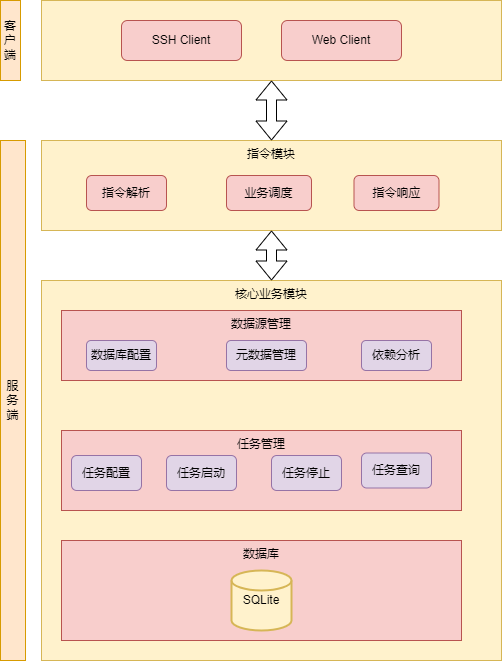 客户端
SSH Client
Web Client
服务端
指令模块
指令解析
业务调度
指令响应
核心业务模块
数据源管理
数据库配置
元数据管理
依赖分析
任务管理
任务配置
任务启动
任务停止
任务查询
数据库
SQLite